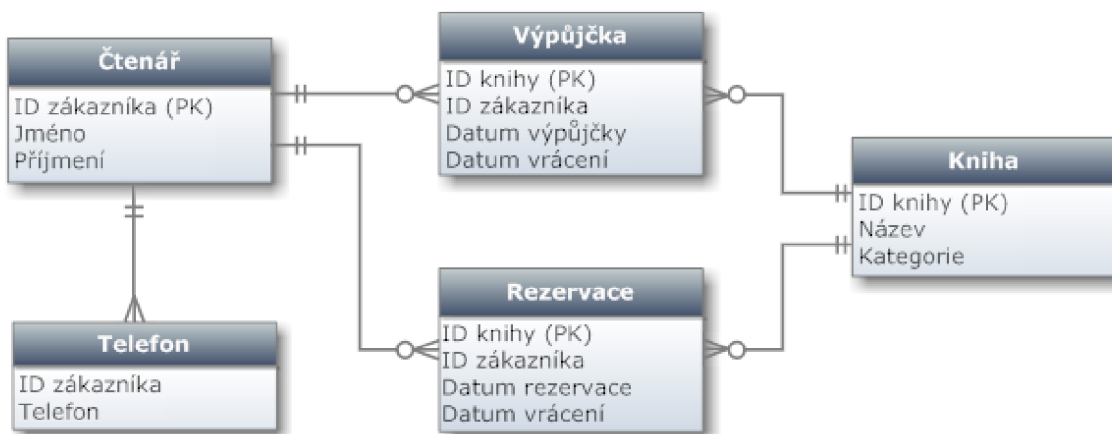 Čtenář
ID zákazníka (PK)
Jméno
Příjmení
Výpůjčka
ID knihy (PK)
ID zákazníka
Datum výpůjčky
Datum vrácení
Kniha
ID knihy (PK)
Název
Kategorie
Telefon
ID zákazníka
Telefon
Rezervace
ID knihy (PK)
ID zákazníka
Datum rezervace
Datum vrácení